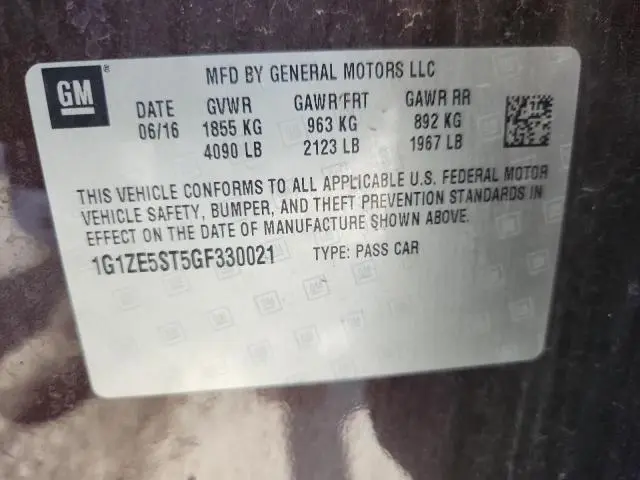 GM ® MFD BY GENERAL MOTORS LLC
DATE GVWR GAWR FRT GAWR RR
06/16 1855 KG 963 KG 892 KG
4090 LB 2123 LB 1967 LB
THIS VEHICLE CONFORMS TO ALL APPLICABLE U.S. FEDERAL MOTOR
VEHICLE SAFETY, BUMPER, AND THEFT PREVENTION STANDARDS IN
EFFECT ON THE DATE OF MANUFACTURE SHOWN ABOVE.
1G1ZE5ST5GF330021 TYPE: PASS CAR